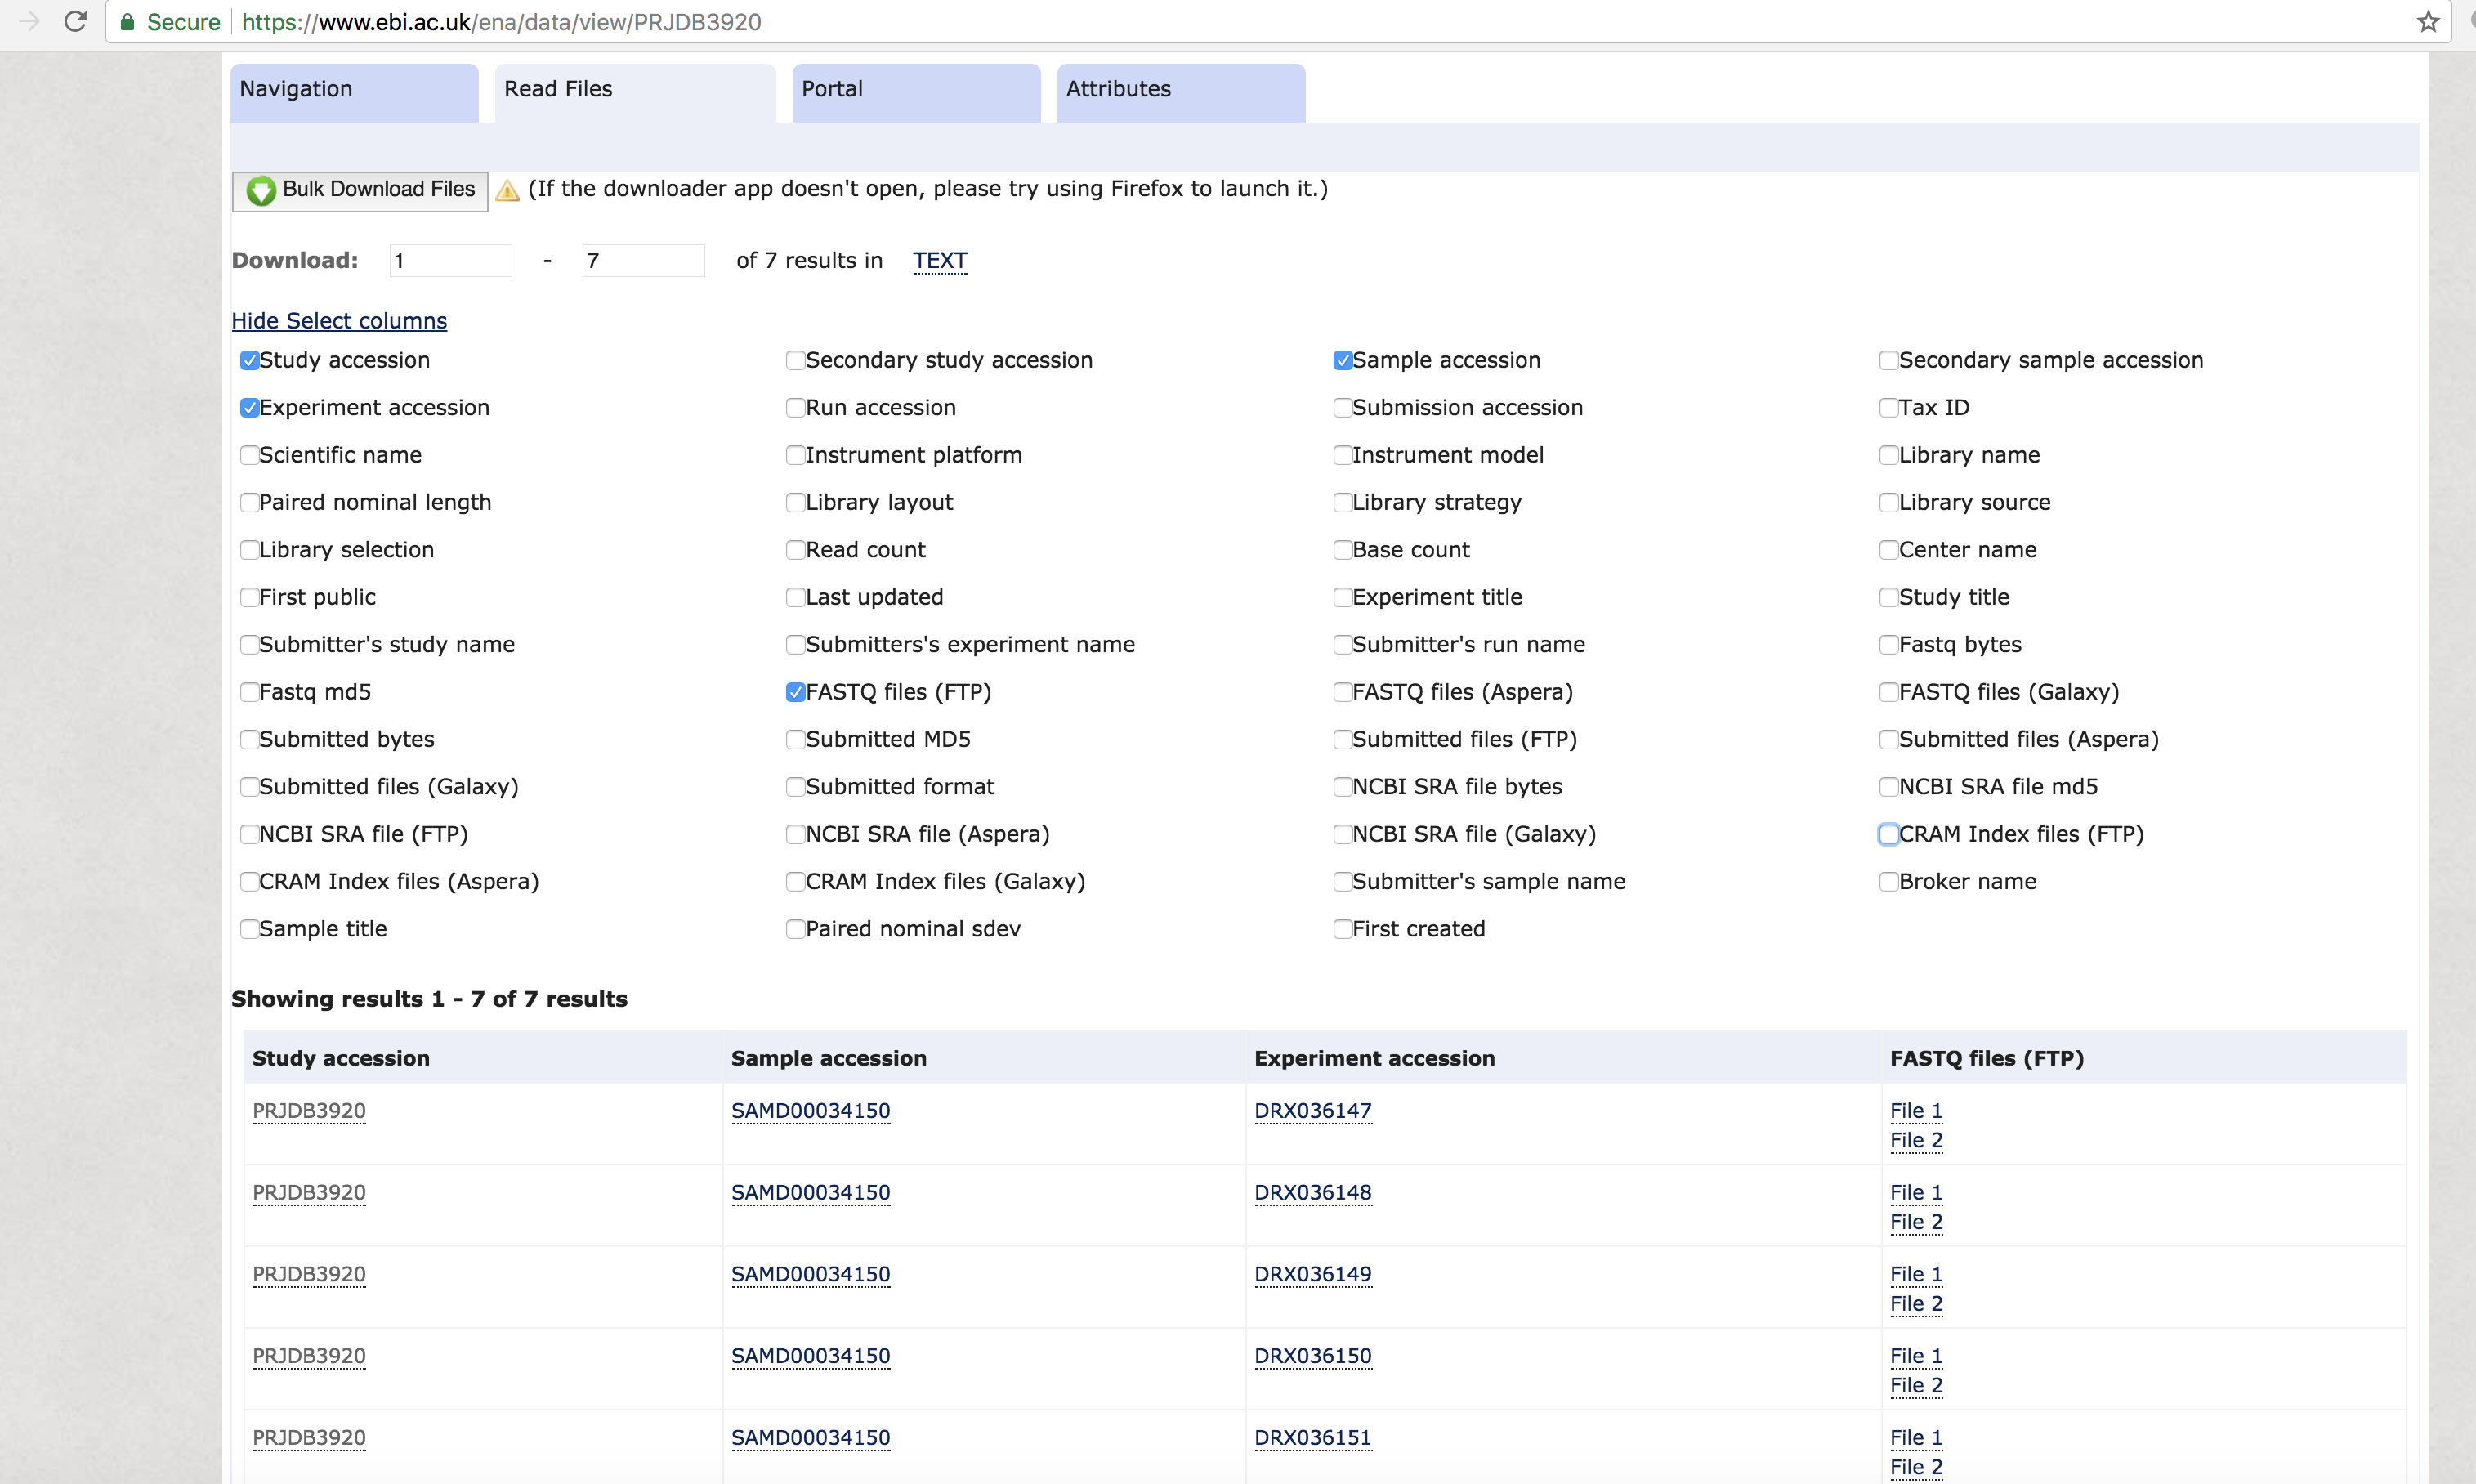 Secure https://www.ebi.ac.uk/ena/data/view/PRJDB3920
Navigation Read Files Portal Attributes
Bulk Download Files (If the downloader app doesn't open, please try using Firefox to launch it.)
Download: 1 - 7 of 7 results in TEXT
Hide Select columns
Study accession Secondary study accession Sample accession Secondary sample accession
Experiment accession Run accession Submission accession Tax ID
Scientific name Instrument platform Instrument model Library name
Paired nominal length Library layout Library strategy Library source
Library selection Read count Base count Center name
First public Last updated Experiment title Study title
Submitter's study name Submitters's experiment name Submitter's run name Fastq bytes
Fastq md5 FASTQ files (FTP) FASTQ files (Aspera) FASTQ files (Galaxy)
Submitted bytes Submitted MD5 Submitted files (FTP) Submitted files (Aspera)
Submitted files (Galaxy) Submitted format NCBI SRA file bytes NCBI SRA file md5
NCBI SRA file (FTP) NCBI SRA file (Aspera) NCBI SRA file (Galaxy) CRAM Index files (FTP)
CRAM Index files (Aspera) CRAM Index files (Galaxy) Submitter's sample name Broker name
Sample title Paired nominal sdev First created
Showing results 1 - 7 of 7 results
Study accession Sample accession Experiment accession FASTQ files (FTP)
PRJDB3920 SAMD00034150 DRX036147 File 1
File 2
PRJDB3920 SAMD00034150 DRX036148 File 1
File 2
PRJDB3920 SAMD00034150 DRX036149 File 1
File 2
PRJDB3920 SAMD00034150 DRX036150 File 1
File 2
PRJDB3920 SAMD00034150 DRX036151 File 1
File 2